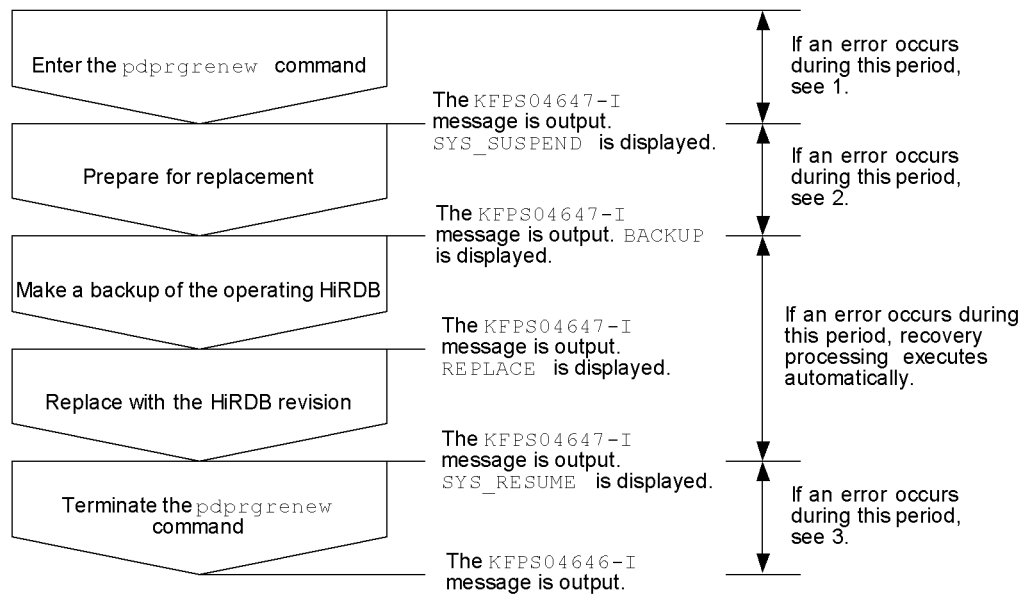 Enter the pdprgrenew command
If an error occurs
during this period,
see 1.
The KFPS04647-I
message is output.
SYS_SUSPEND is displayed.
Prepare for replacement
If an error occurs
during this period,
see 2.
The KFPS04647-I
message is output. BACKUP
is displayed.
Make a backup of the operating HiRDB
If an error occurs during
this period, recovery
processing executes
automatically.
The KFPS04647-I
message is output.
REPLACE is displayed.
Replace with the HiRDB revision
The KFPS04647-I
message is output.
SYS_RESUME is displayed.
Terminate the pdprgrenew
command
If an error occurs
during this period,
see 3.
The KFPS04646-I
message is output.